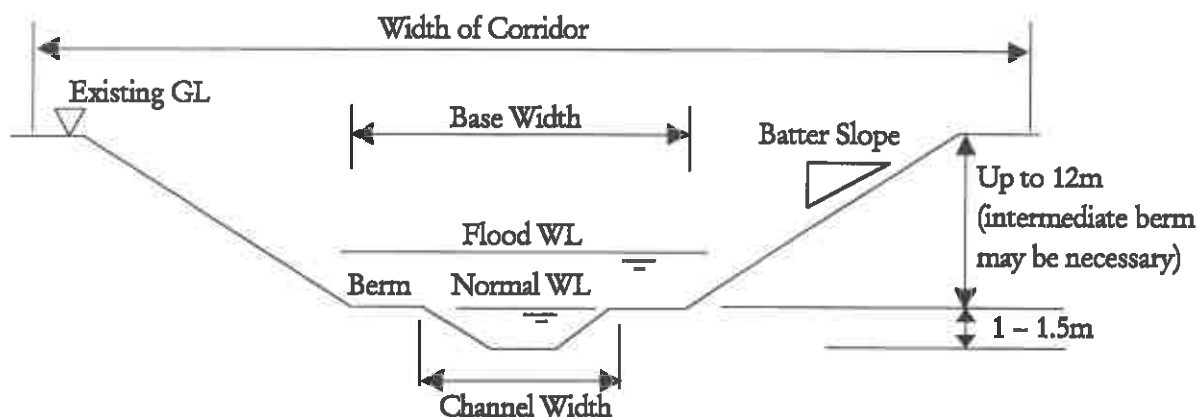 Width of Corridor
Existing GL
Base Width
Batter Slope
Up to 12m
(intermediate berm
may be necessary)
Flood WL
Berm
Normal WL
1 – 1.5m
Channel Width